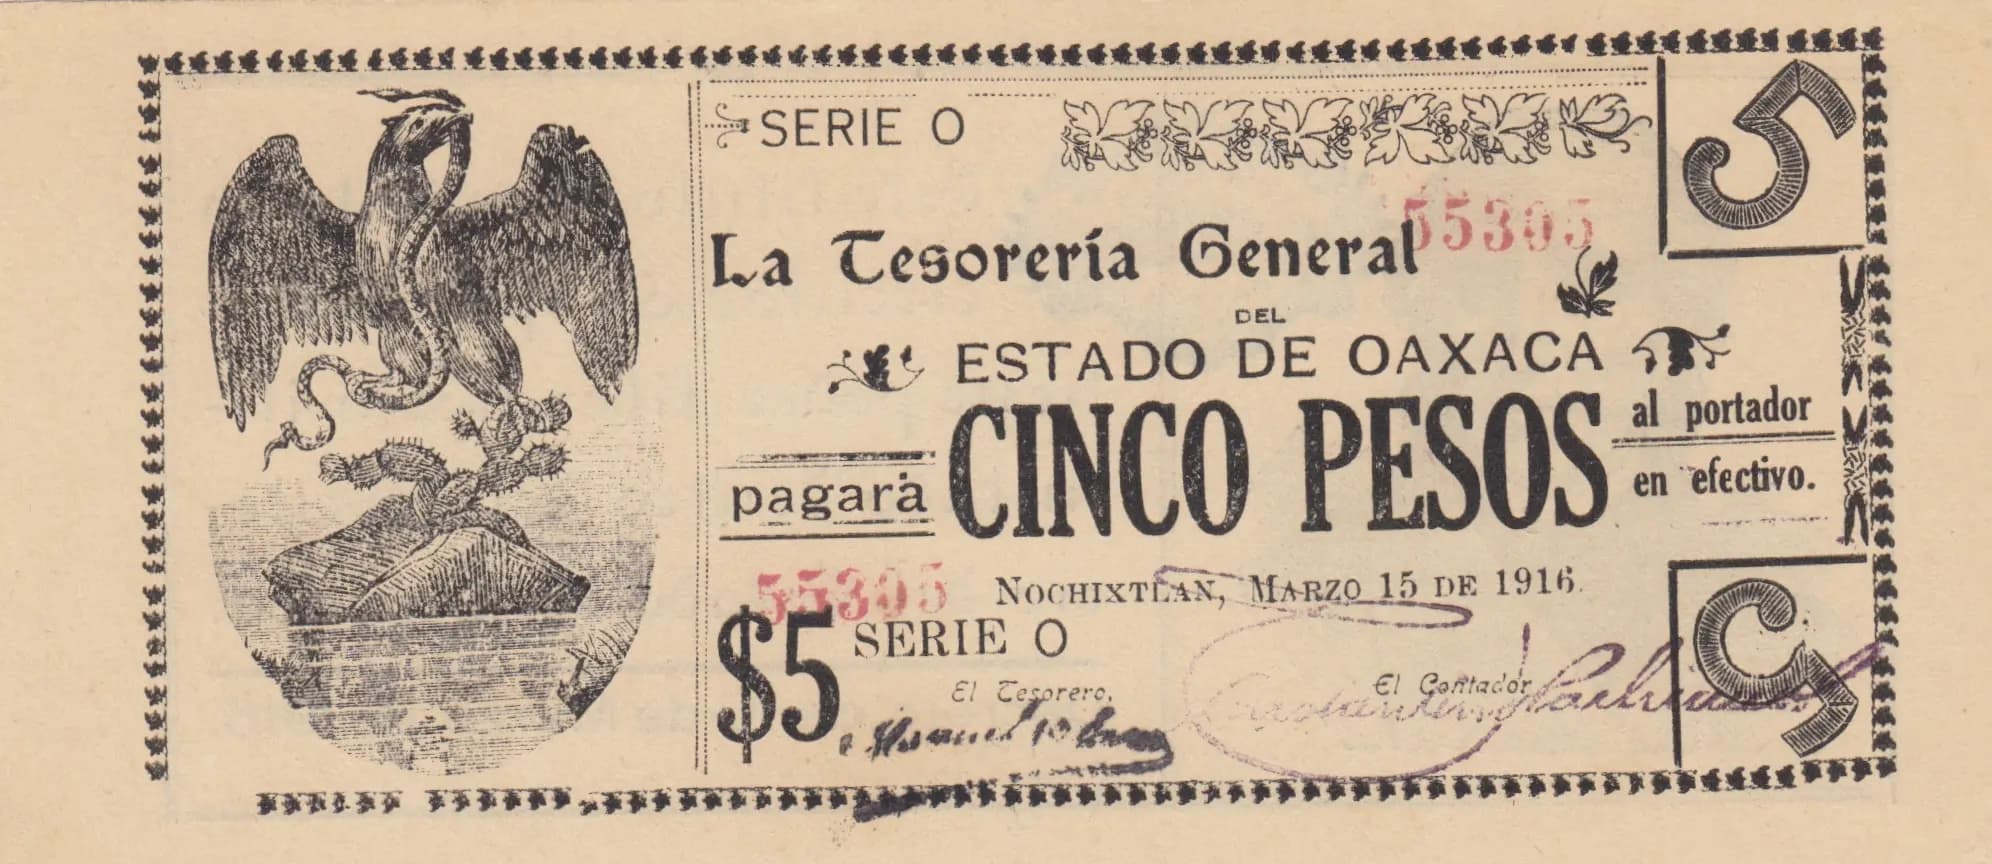 SERIE O
5
55305
La Tesorería General
DEL
ESTADO DE OAXACA
pagará CINCO PESOS al portador
en efectivo.
55305
NOCHIXTLAN, MARZO 15 DE 1916.
$5 SERIE O
5
El Tesorero,
El Contador